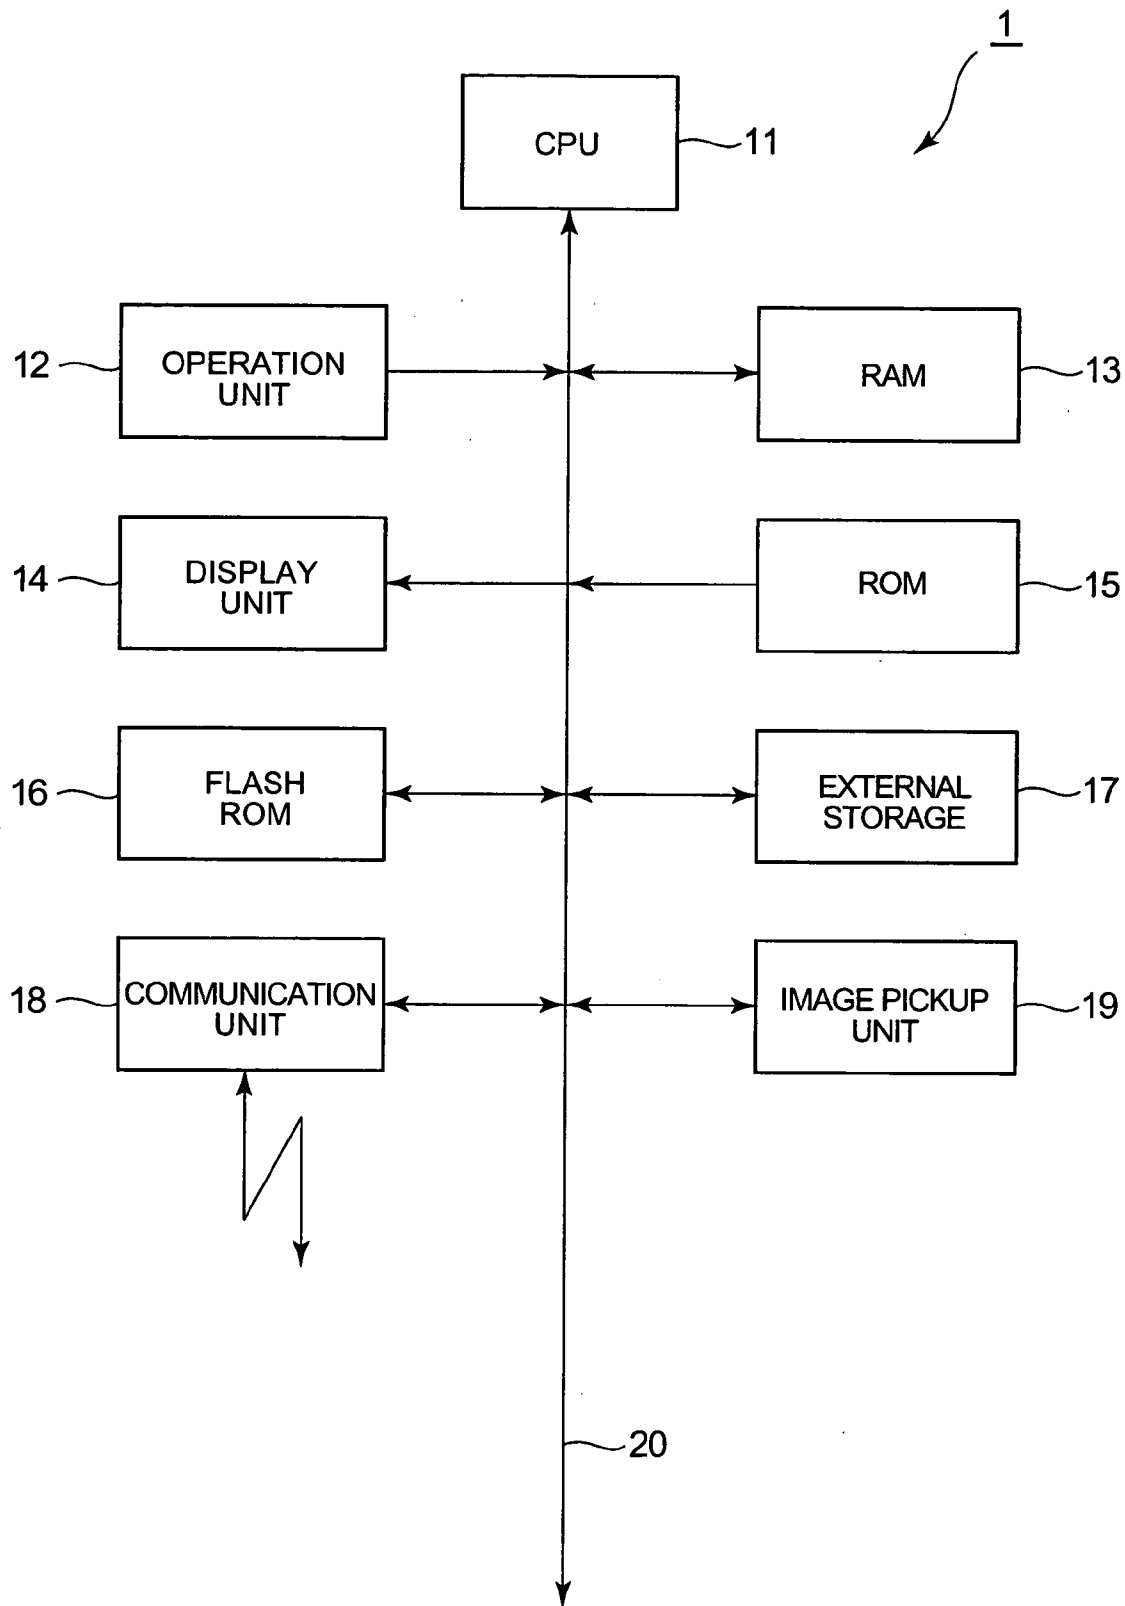 1
CPU
11
12
OPERATION
UNIT
RAM
13
14
DISPLAY
UNIT
ROM
15
16
FLASH
ROM
EXTERNAL
STORAGE
17
18
COMMUNICATION
UNIT
IMAGE PICKUP
UNIT
19
20